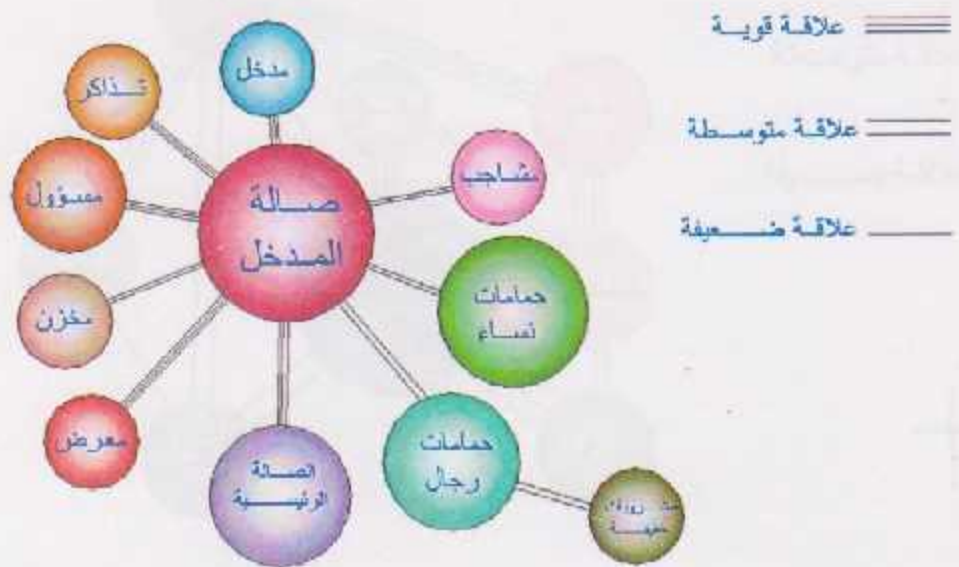 علاقة قوية
علاقة متوسطة
علاقة ضعيفة
مدخل
تذاكر
مسؤول
مخزن
معرض
صالة
المدخل
مشاجب
حمامات
نساء
حمامات
رجال
الصالة
الرئيسية